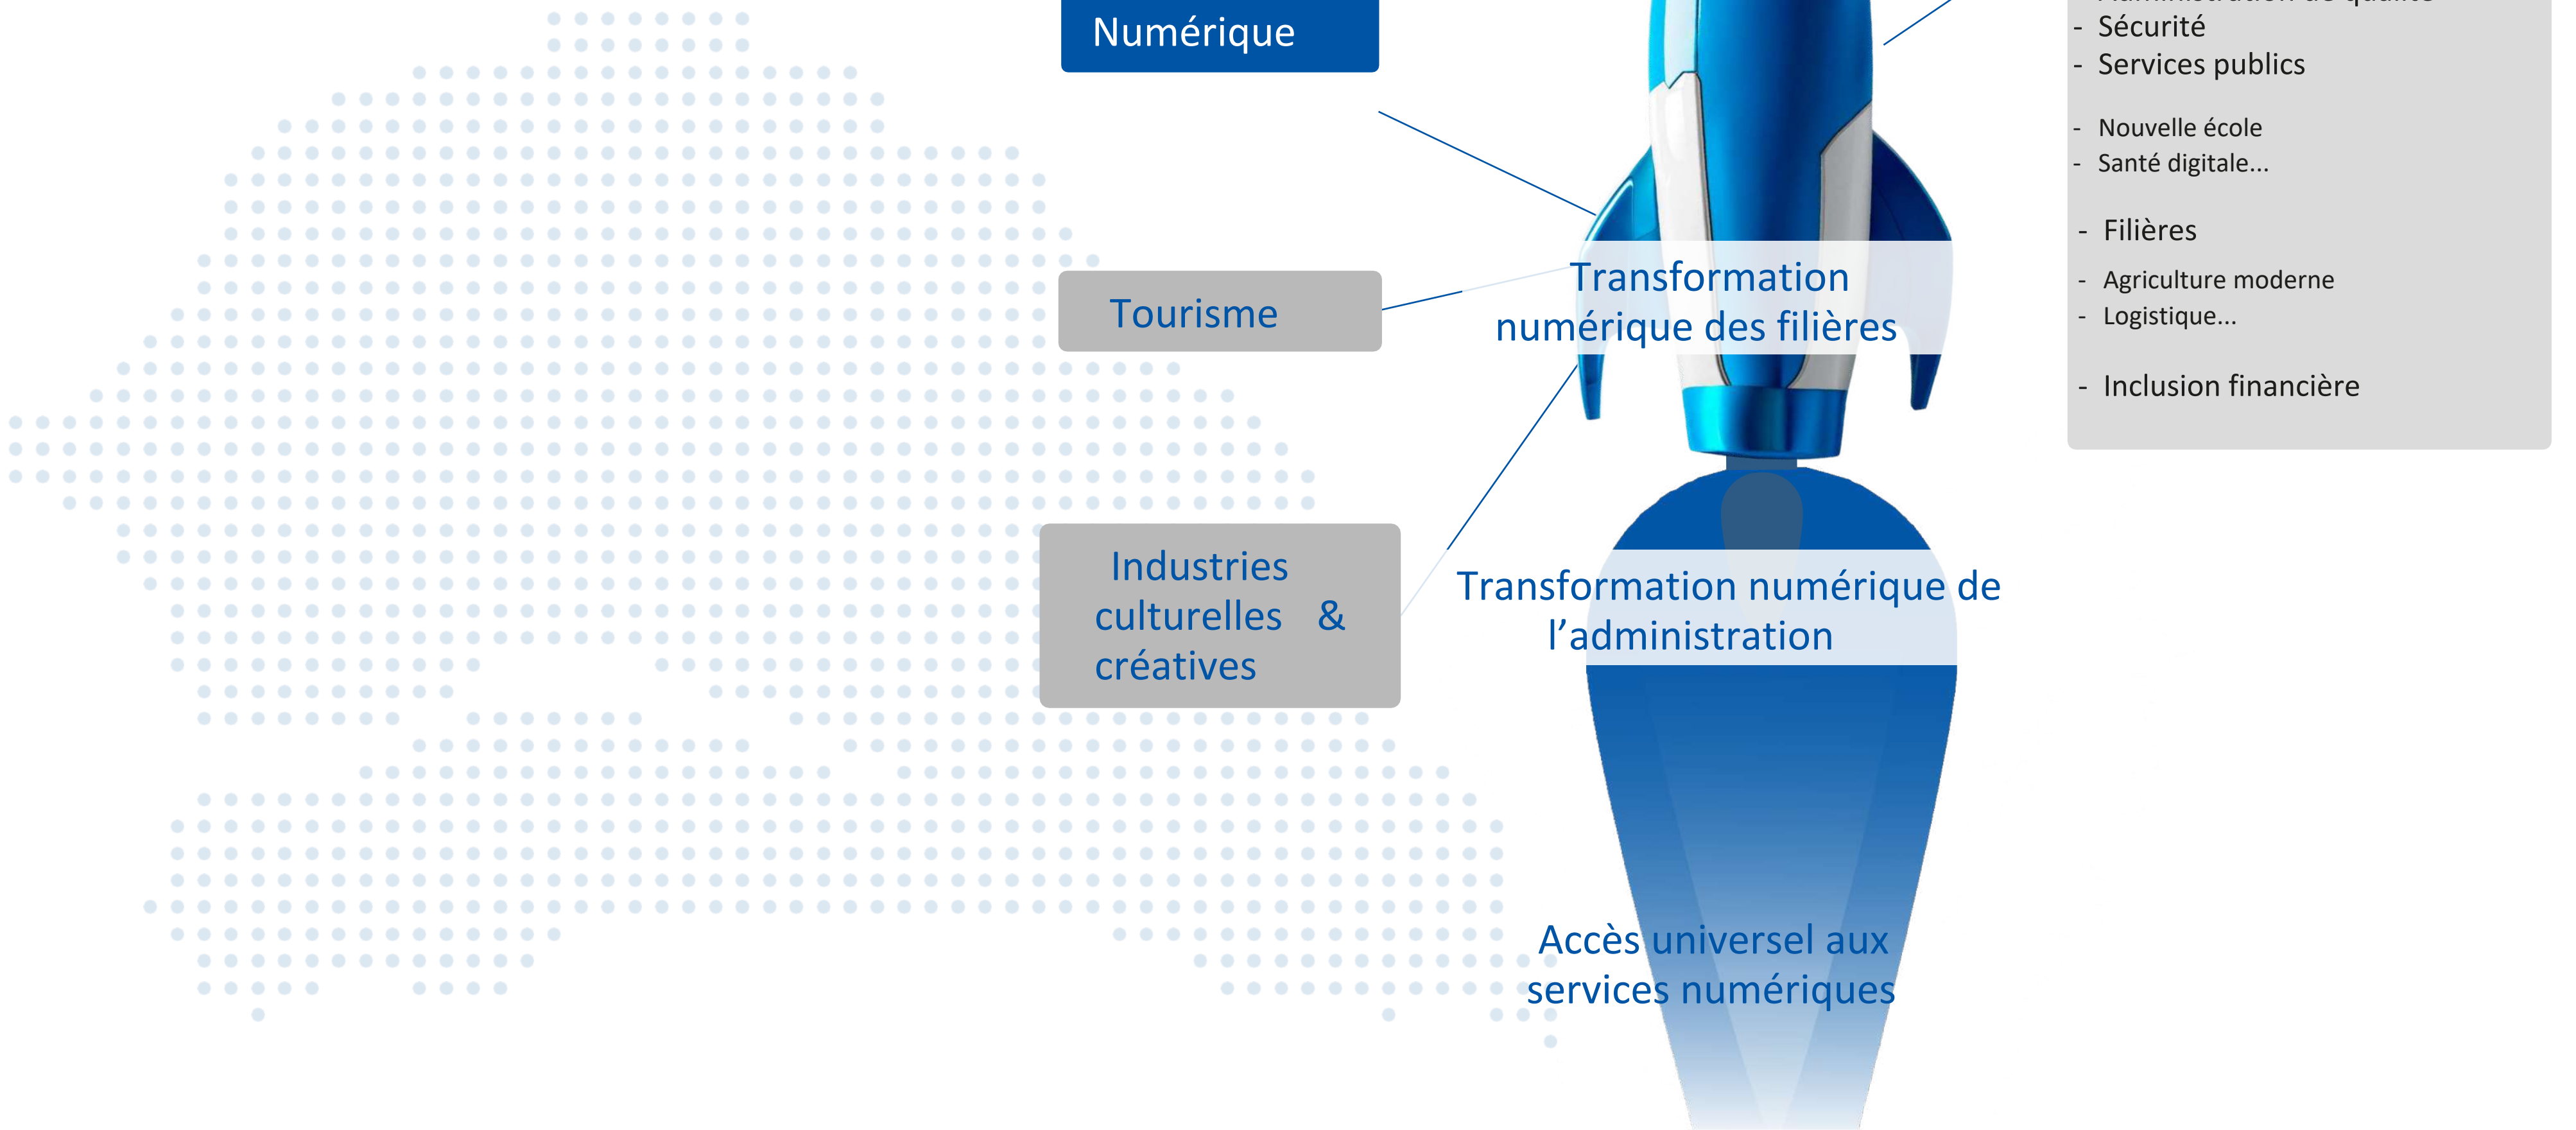 Numérique
Tourisme
Industries
culturelles &
créatives
Transformation
numérique des filières
Transformation numérique de
l’administration
Accès universel aux
services numériques
- Sécurité
- Services publics
- Nouvelle école
- Santé digitale...
- Filières
- Agriculture moderne
- Logistique...
- Inclusion financière